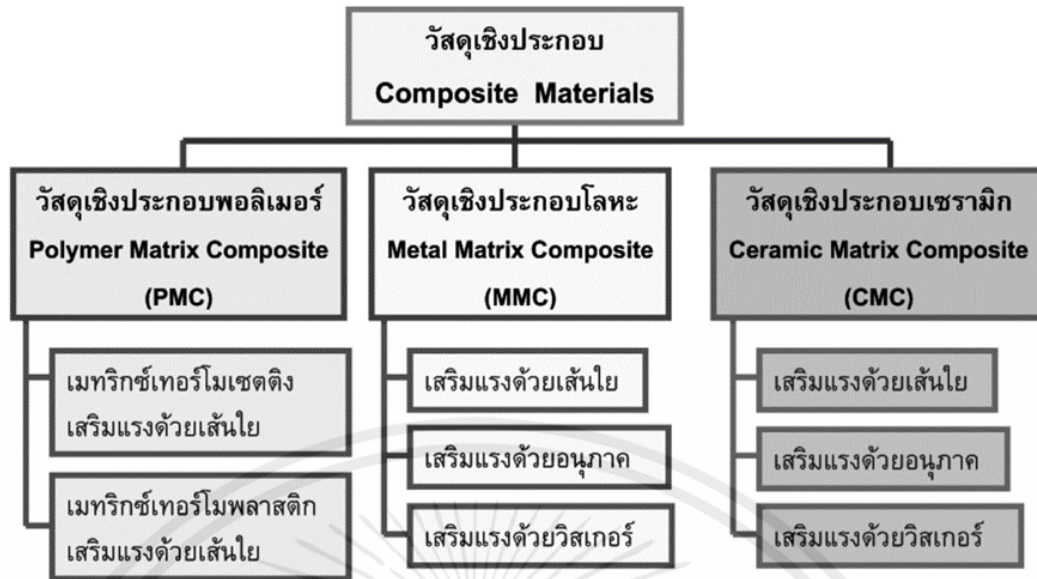 วัสดุเชิงประกอบ
Composite Materials
วัสดุเชิงประกอบพอลิเมอร์
Polymer Matrix Composite
(PMC)
เมทริกซ์เทอร์โมเซตติง
เสริมแรงด้วยเส้นใย
เมทริกซ์เทอร์โมพลาสติก
เสริมแรงด้วยเส้นใย
วัสดุเชิงประกอบโลหะ
Metal Matrix Composite
(MMC)
เสริมแรงด้วยเส้นใย
เสริมแรงด้วยอนุภาค
เสริมแรงด้วยวิสเกอร์
วัสดุเชิงประกอบเซรามิก
Ceramic Matrix Composite
(CMC)
เสริมแรงด้วยเส้นใย
เสริมแรงด้วยอนุภาค
เสริมแรงด้วยวิสเกอร์